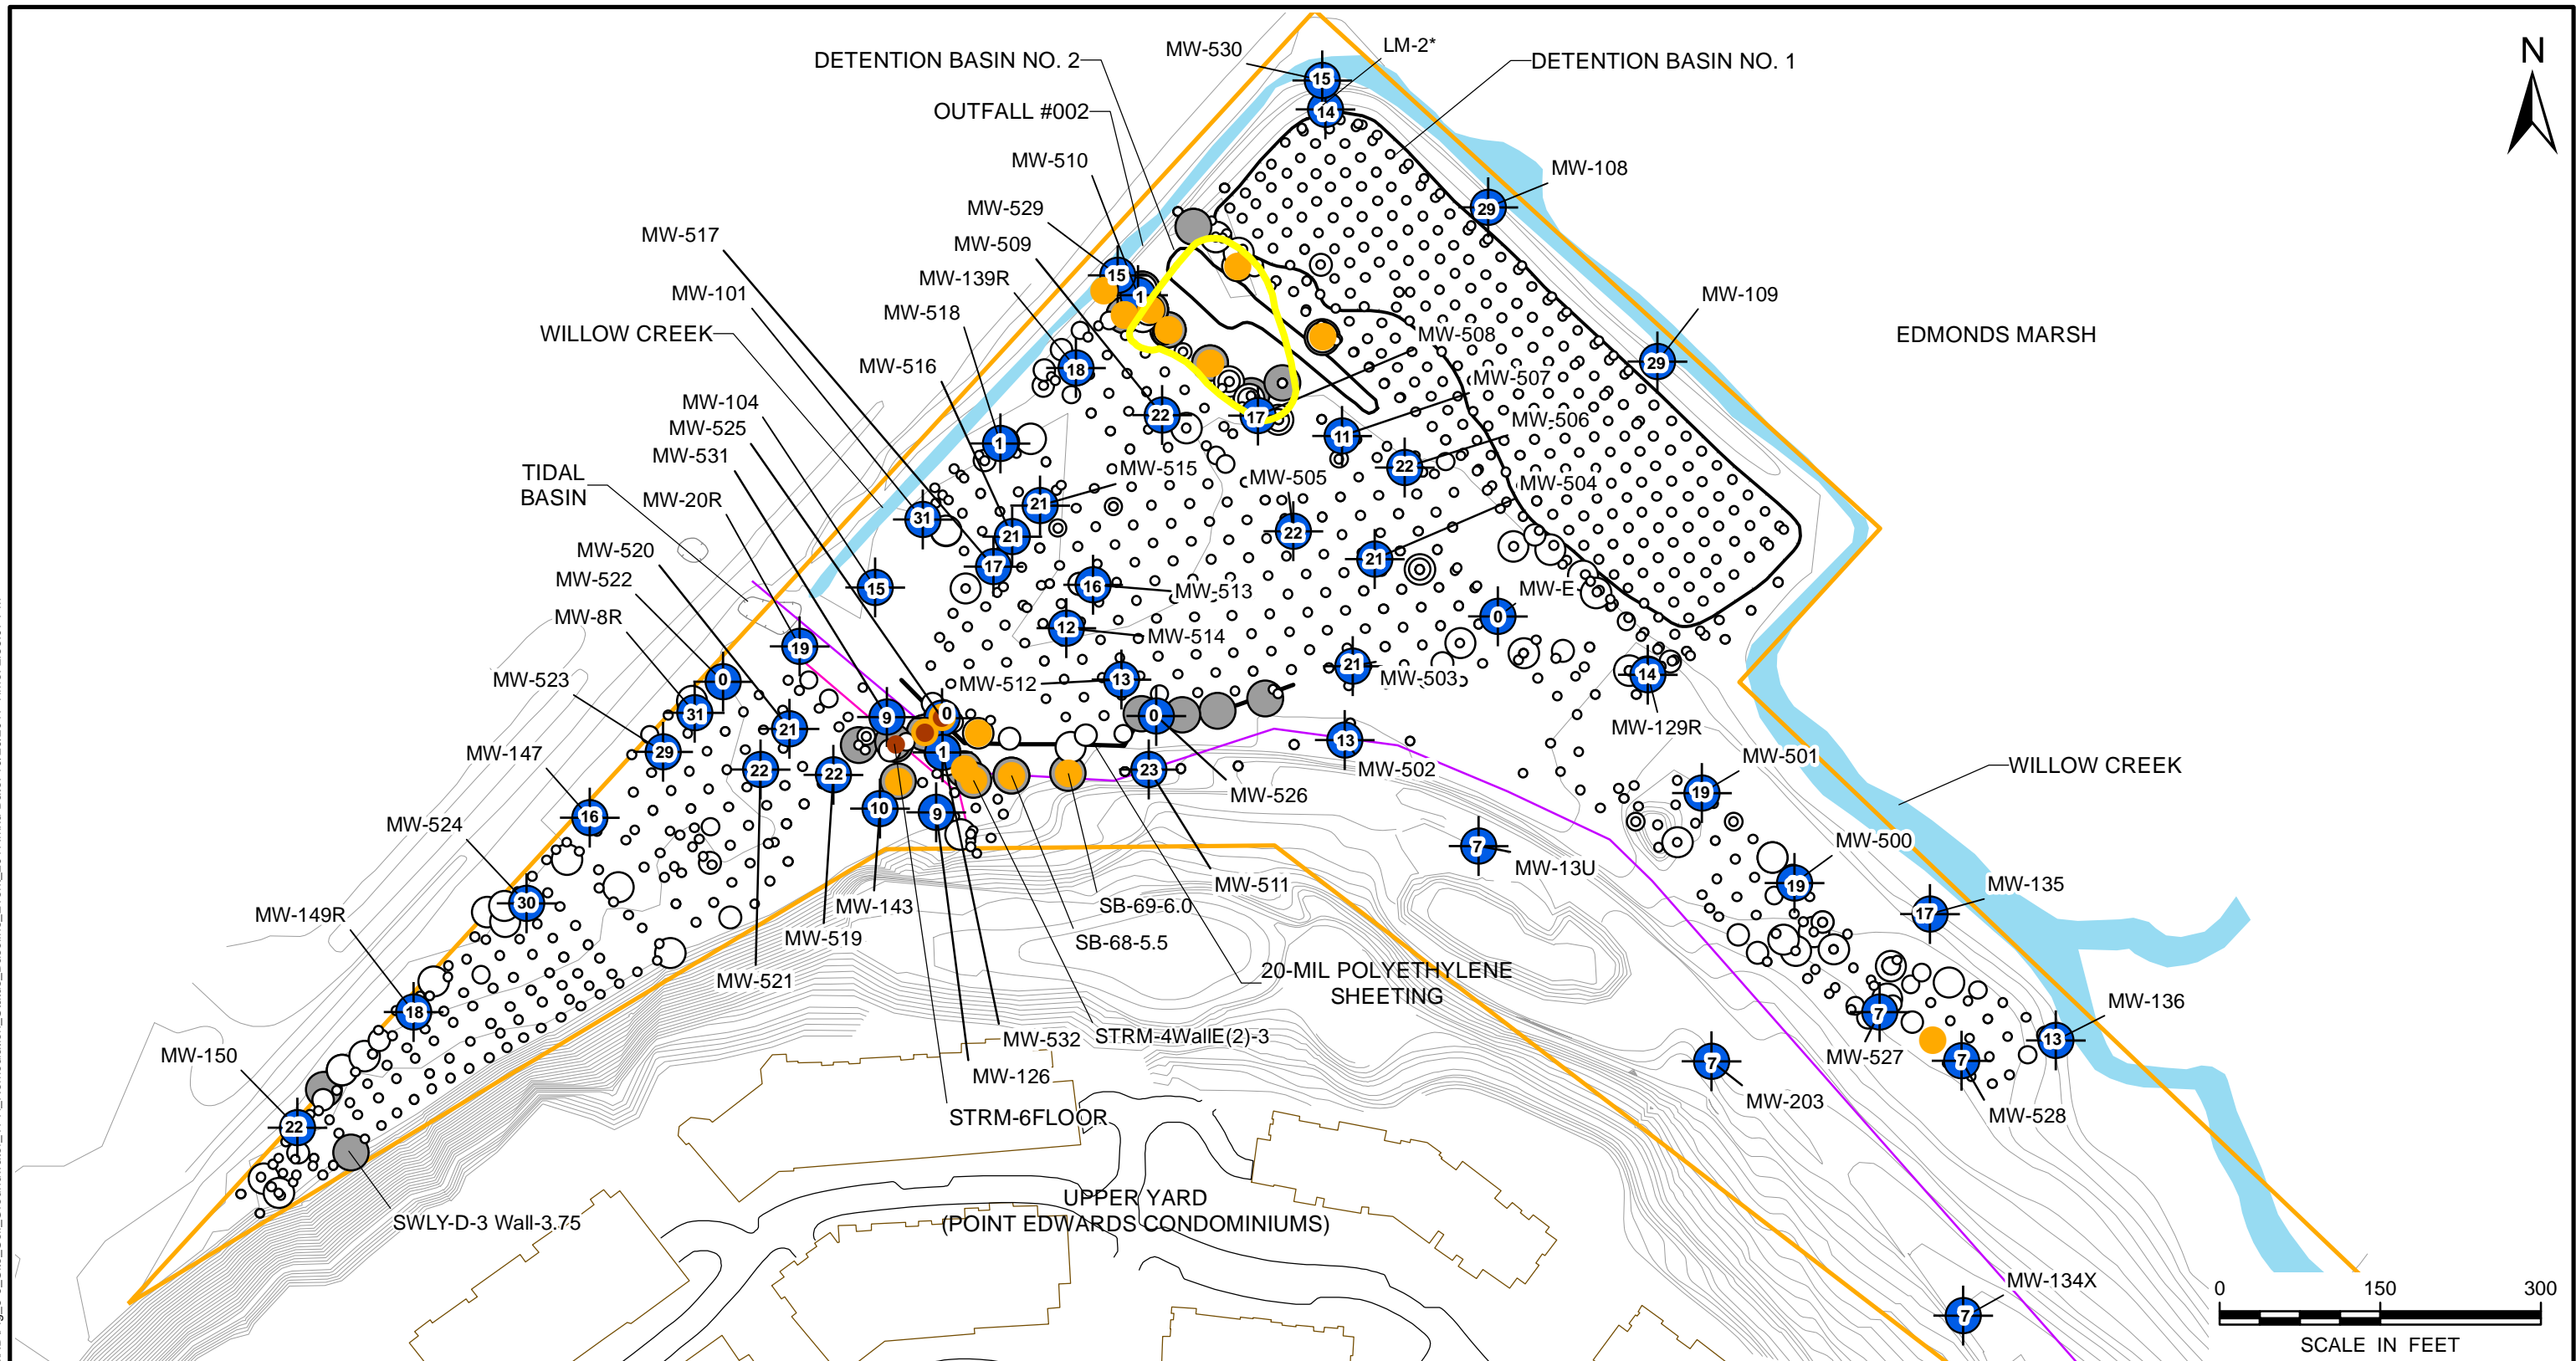 MW-530
LM-2*
DETENTION BASIN NO. 2
DETENTION BASIN NO. 1
N
OUTFALL #002
15
14
MW-510
MW-108
MW-529
29
MW-517
MW-509
MW-139R
15
1
MW-101
MW-518
MW-109
WILLOW CREEK
MW-508
EDMONDS MARSH
MW-516
18
29
MW-507
MW-104
22
17
MW-506
MW-525
1
11
MW-531
MW-515
22
TIDAL
BASIN
MW-505
MW-504
MW-20R
31
21
22
21
MW-520
17
21
MW-522
15
16
MW-513
MW-E
MW-8R
12
MW-514
0
19
MW-523
0
MW-512
13
21
MW-503
14
31
9
0
0
MW-129R
MW-147
29
21
1
13
MW-502
MW-501
22
22
23
WILLOW CREEK
MW-526
19
MW-524
16
10
9
MW-500
7
MW-13U
MW-511
19
MW-135
MW-149R
30
MW-143
SB-69-6.0
17
MW-519
SB-68-5.5
MW-521
20-MIL POLYETHYLENE
SHEETING
18
7
MW-136
MW-532
STRM-4WallE(2)-3
13
MW-150
MW-527
7
7
MW-126
MW-203
STRM-6FLOOR
MW-528
22
UPPER YARD
(POINT EDWARDS CONDOMINIUMS)
SWLY-D-3 Wall-3.75
MW-134X
7
0 150 300
SCALE IN FEET